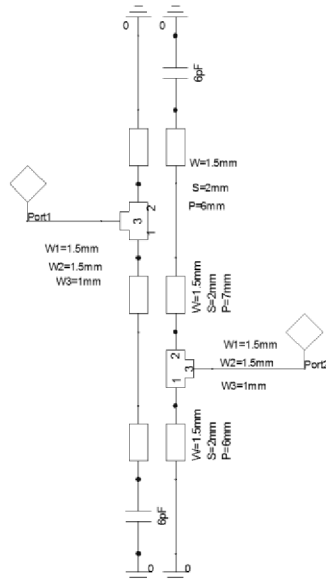 0
0
6pF
W=1.5mm
S=2mm
P=6mm
Port1
2
3
1
W1=1.5mm
W2=1.5mm
W3=1mm
W=1.5mm
S=2mm
P=7mm
W1=1.5mm
W2=1.5mm
W3=1mm
2
3
1
Port2
W=1.5mm
S=2mm
P=6mm
6pF
0
0